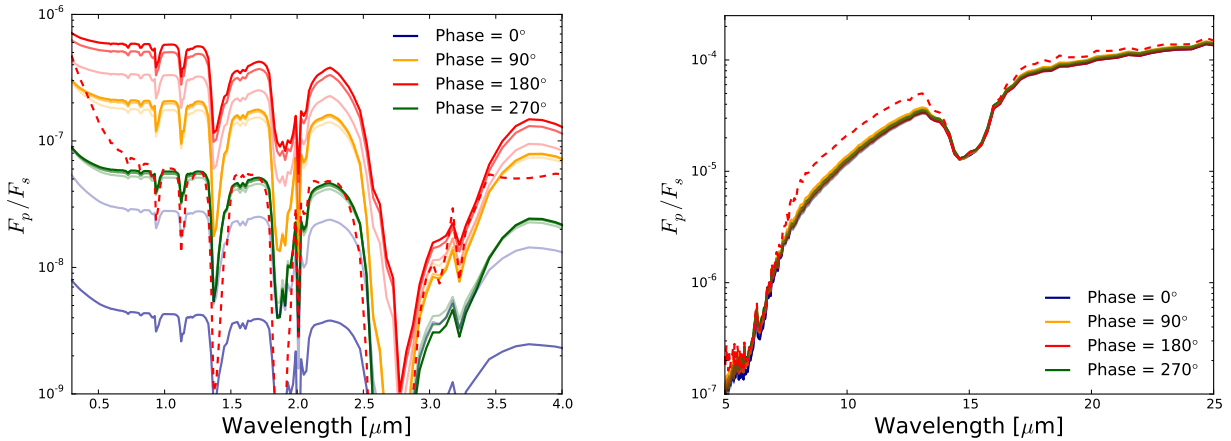 10⁻⁶
10⁻⁷
10⁻⁸
10⁻⁹
F_p/F_s
Phase = 0°
Phase = 90°
Phase = 180°
Phase = 270°
0.5 1.0 1.5 2.0 2.5 3.0 3.5 4.0
Wavelength [μm]
10⁻⁴
10⁻⁵
10⁻⁶
10⁻⁷
F_p/F_s
Phase = 0°
Phase = 90°
Phase = 180°
Phase = 270°
5 10 15 20 25
Wavelength [μm]